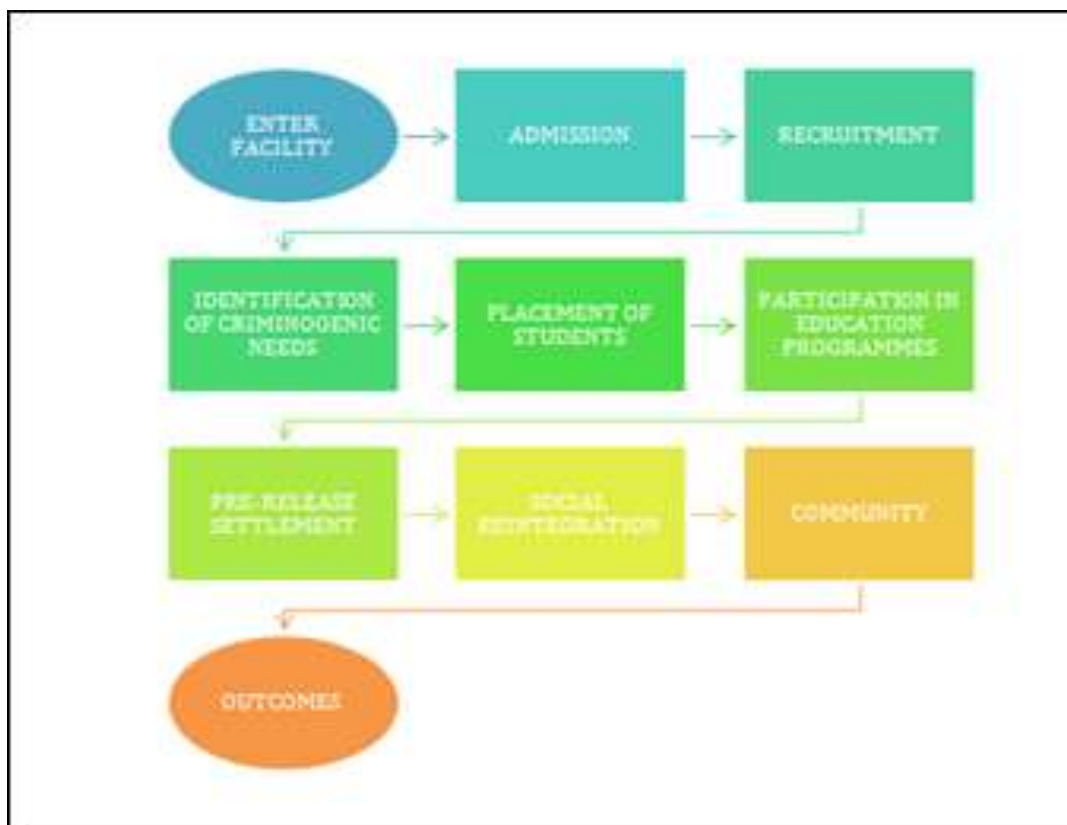 ENTER
FACILITY
ADMISSION
RECRUITMENT
IDENTIFICATION
OF CRIMINOGENIC
NEEDS
PLACEMENT OF
STUDENTS
PARTICIPATION IN
EDUCATION
PROGRAMMES
PRE-RELEASE
SETTLEMENT
SOCIAL
REINTEGRATION
COMMUNITY
OUTCOMES